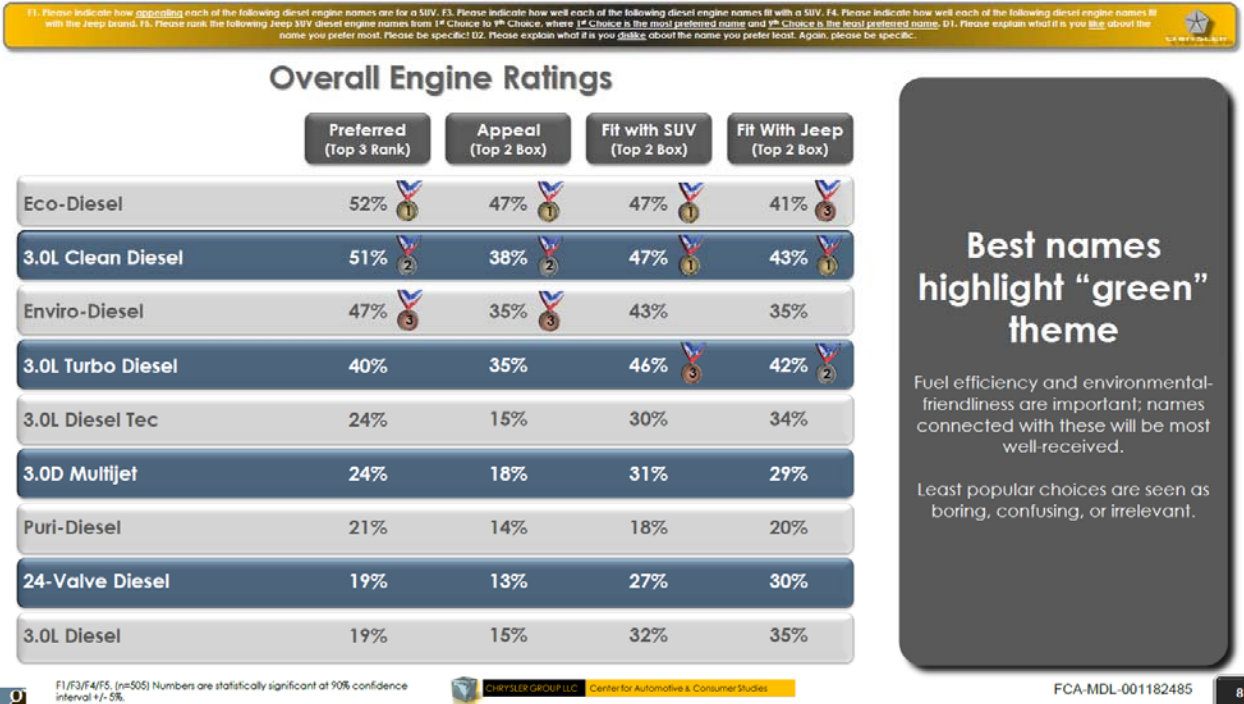 F1. Please indicate how appealing each of the following diesel engine names are for a SUV. F3. Please indicate how well each of the following diesel engine names fit with a SUV. F4. Please indicate how well each of the following diesel engine names fit
with the Jeep brand. F5. Please rank the following Jeep SUV diesel engine names from 1st Choice to 9th Choice, where 1st Choice is the most preferred name and 9th Choice is the least preferred name. D1. Please explain what it is you like about the
name you prefer most. Please be specific! D2. Please explain what it is you dislike about the name you prefer least. Again, please be specific.
CHRYSLER
Overall Engine Ratings
Preferred Appeal Fit with SUV Fit With Jeep
(Top 3 Rank) (Top 2 Box) (Top 2 Box) (Top 2 Box)
Eco-Diesel 52% 1 47% 1 47% 1 41% 3
3.0L Clean Diesel 51% 2 38% 2 47% 1 43% 1
Enviro-Diesel 47% 3 35% 3 43% 35%
3.0L Turbo Diesel 40% 35% 46% 3 42% 2
3.0L Diesel Tec 24% 15% 30% 34%
3.0D Multijet 24% 18% 31% 29%
Puri-Diesel 21% 14% 18% 20%
24-Valve Diesel 19% 13% 27% 30%
3.0L Diesel 19% 15% 32% 35%
Best names
highlight “green”
theme
Fuel efficiency and environmental-
friendliness are important; names
connected with these will be most
well-received.
Least popular choices are seen as
boring, confusing, or irrelevant.
g
F1/F3/F4/F5. (n=505) Numbers are statistically significant at 90% confidence
interval +/- 5%.
CHRYSLER GROUP LLC Center for Automotive & Consumer Studies
FCA-MDL-001182485
8